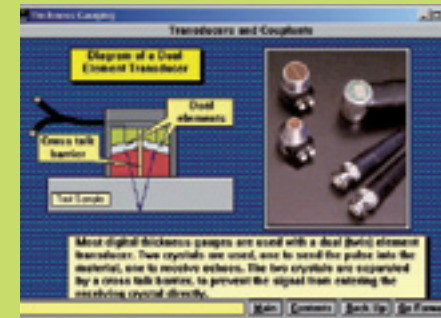 Thickness Gauging
Transducers and Couplants
Diagram of a Dual
Element Transducer
Dual
elements
Cross talk
barrier
Test Sample
Most digital thickness gauges are used with a dual (twin) element
transducer. Two crystals are used, one to send the pulse into the
material, one to receive echoes. The two crystals are separated
by a cross talk barrier, to prevent the signal from entering the
receiving crystal directly.
Main Contents Back Up Go Forward